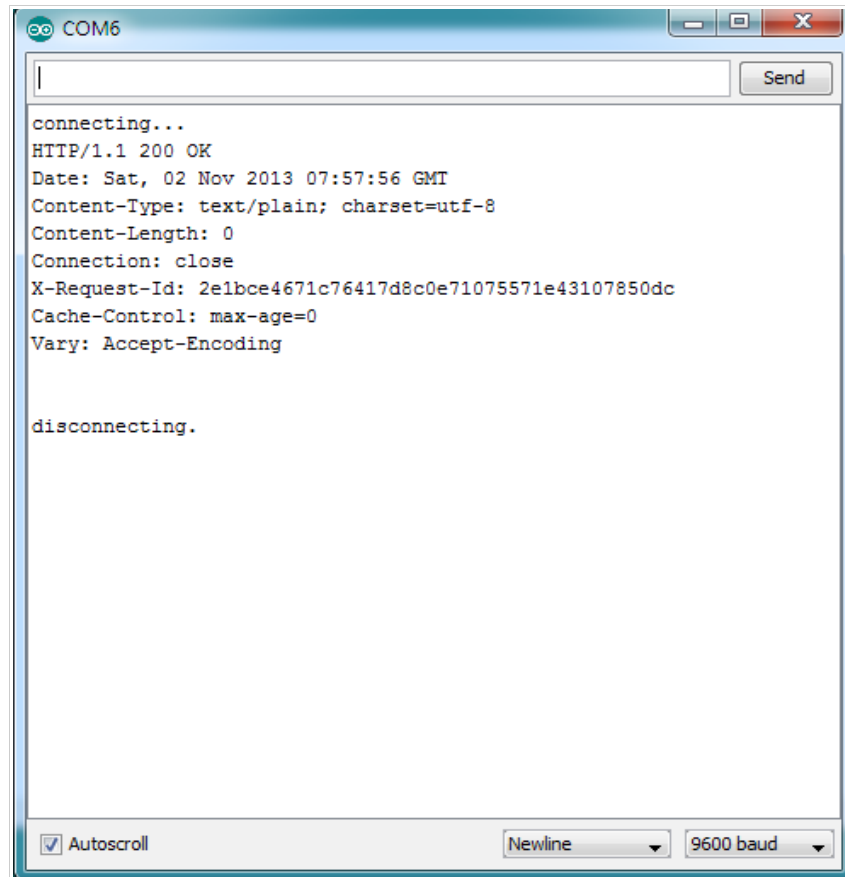 COM6
Send
connecting...
HTTP/1.1 200 OK
Date: Sat, 02 Nov 2013 07:57:56 GMT
Content-Type: text/plain; charset=utf-8
Content-Length: 0
Connection: close
X-Request-Id: 2e1bce4671c76417d8c0e71075571e43107850dc
Cache-Control: max-age=0
Vary: Accept-Encoding
disconnecting.
Autoscroll
Newline
9600 baud